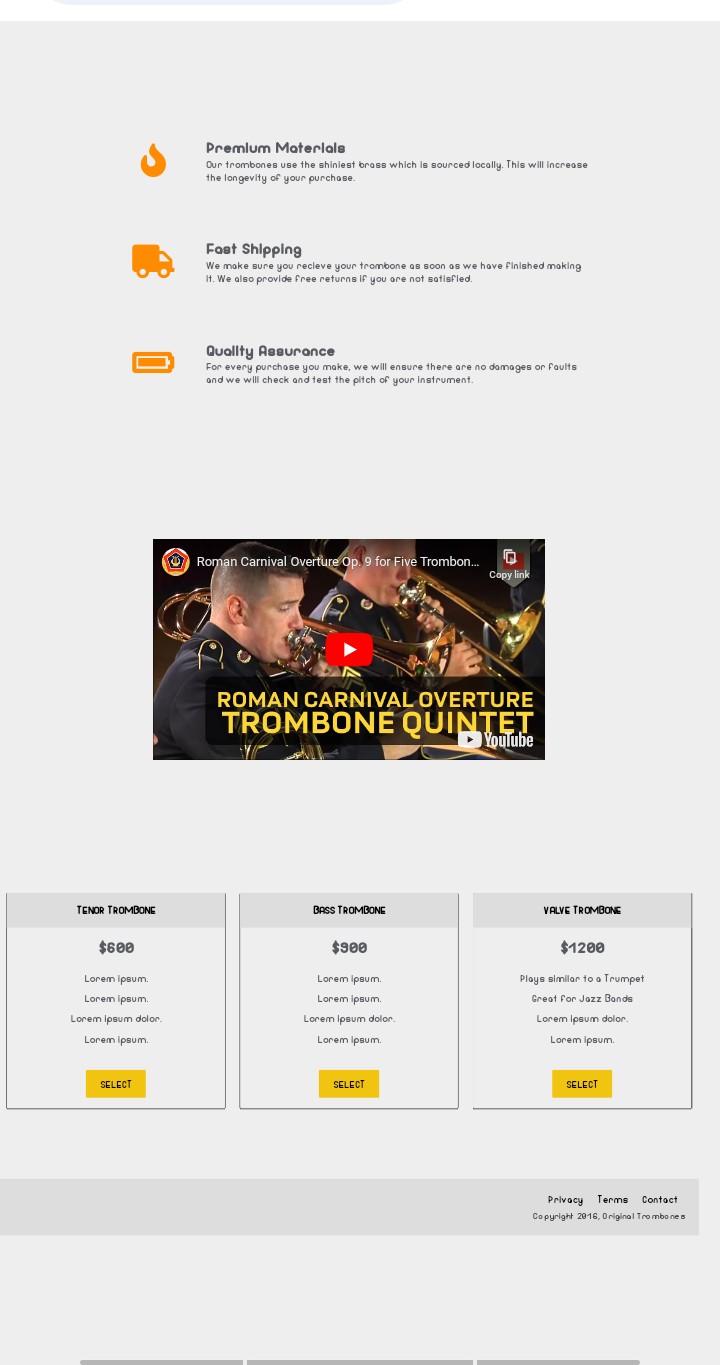 Premium Materials
Our trombones use the shiniest brass which is sourced locally. This will increase
the longevity of your purchase.
Fast Shipping
We make sure you recieve your trombone as soon as we have finished making
it. We also provide free returns if you are not satisfied.
Quality Assurance
For every purchase you make, we will ensure there are no damages or faults
and we will check and test the pitch of your instrument.
Roman Carnival Overture Op. 9 for Five Trombon...
Copy link
ROMAN CARNIVAL OVERTURE
TROMBONE QUINTET
YouTube
TENOR TROMBONE
$600
Lorem ipsum.
Lorem ipsum.
Lorem ipsum dolor.
Lorem ipsum.
SELECT
BASS TROMBONE
$900
Lorem ipsum.
Lorem ipsum.
Lorem ipsum dolor.
Lorem ipsum.
SELECT
VALVE TROMBONE
$1200
Plays similar to a Trumpet
Great for Jazz Bands
Lorem ipsum dolor.
Lorem ipsum.
SELECT
Privacy Terms Contact
Copyright 2016, Original Trombones